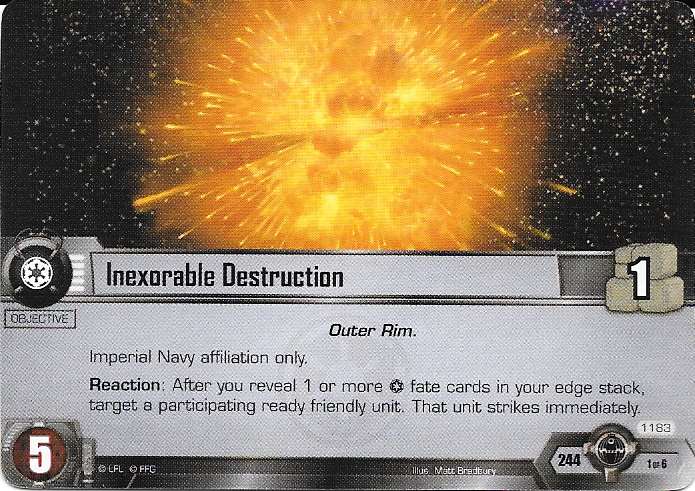 Inexorable Destruction
1
OBJECTIVE
Outer Rim.
Imperial Navy affiliation only.
Reaction: After you reveal 1 or more fate cards in your edge stack,
target a participating ready friendly unit. That unit strikes immediately.
1183
5
© LFL © FFG
Illus. Matt Bradbury
244
1 of 6